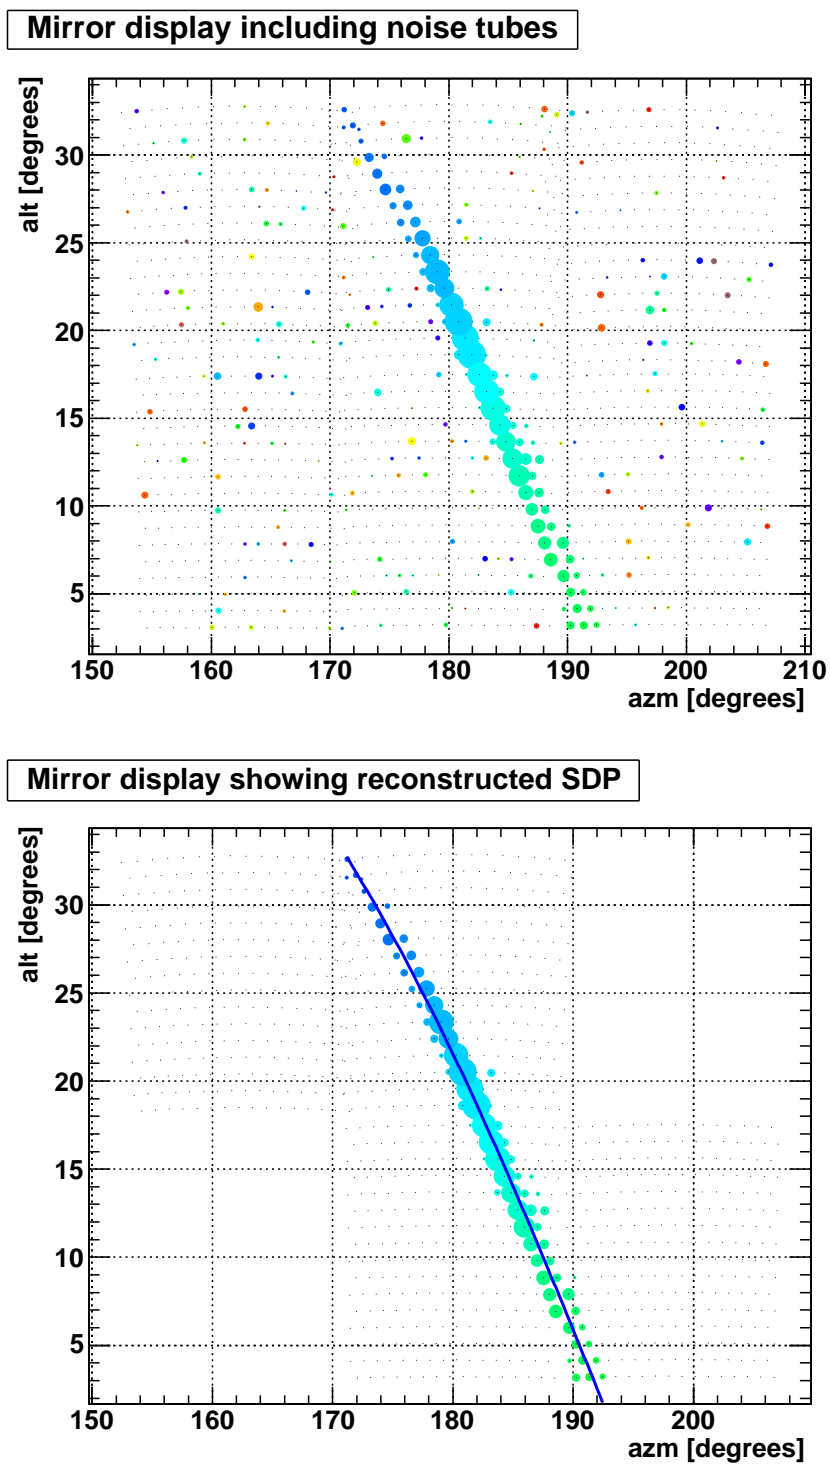 Mirror display including noise tubes
alt [degrees]
30
25
20
15
10
5
150 160 170 180 190 200 210
azm [degrees]
Mirror display showing reconstructed SDP
alt [degrees]
30
25
20
15
10
5
150 160 170 180 190 200
azm [degrees]